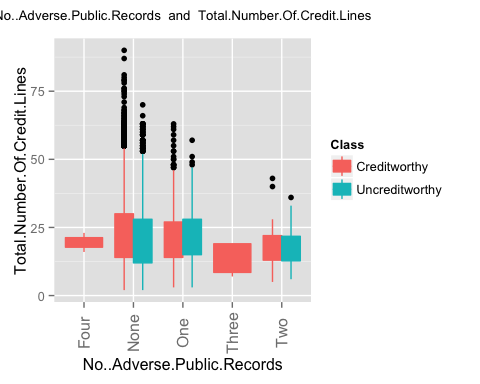 No..Adverse.Public.Records and Total.Number.Of.Credit.Lines
Total.Number.Of.Credit.Lines
75
50
25
0
Four
None
One
Three
Two
No..Adverse.Public.Records
Class
Creditworthy
Uncreditworthy